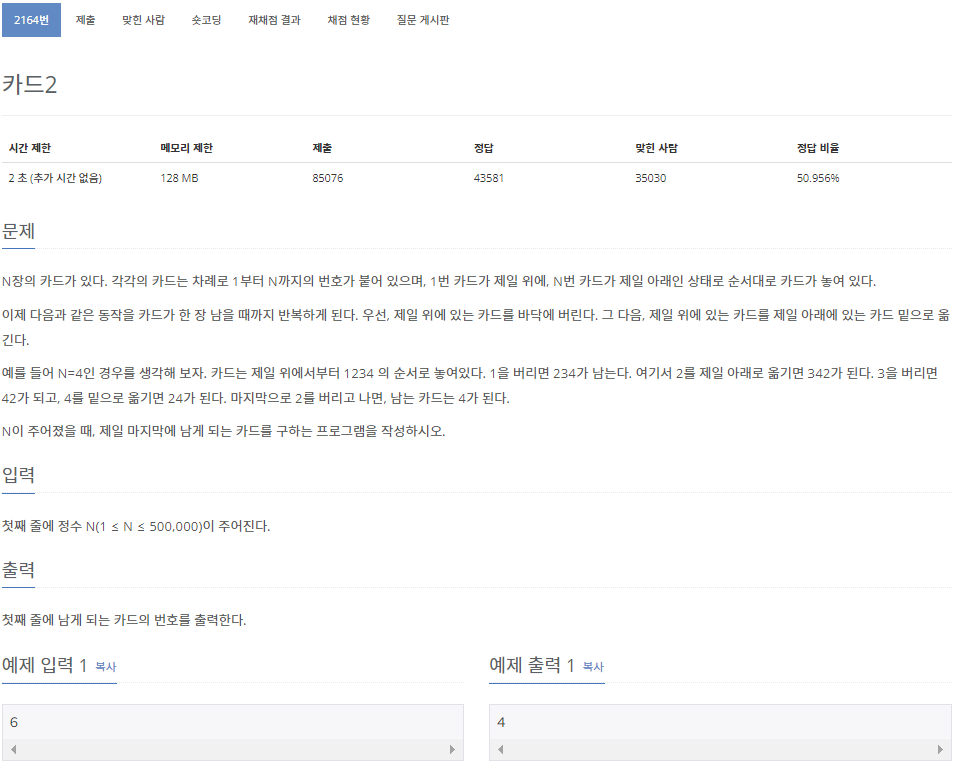 2164번 제출 맞힌 사람 숏코딩 재채점 결과 채점 현황 질문 게시판
카드2
시간 제한 메모리 제한 제출 정답 맞힌 사람 정답 비율
2 초 (추가 시간 없음) 128 MB 85076 43581 35030 50.956%
문제
N장의 카드가 있다. 각각의 카드는 차례로 1부터 N까지의 번호가 붙어 있으며, 1번 카드가 제일 위에, N번 카드가 제일 아래인 상태로 순서대로 카드가 놓여 있다.
이제 다음과 같은 동작을 카드가 한 장 남을 때까지 반복하게 된다. 우선, 제일 위에 있는 카드를 바닥에 버린다. 그 다음, 제일 위에 있는 카드를 제일 아래에 있는 카드 밑으로 옮
긴다.
예를 들어 N=4인 경우를 생각해 보자. 카드는 제일 위에서부터 1234 의 순서로 놓여있다. 1을 버리면 234가 남는다. 여기서 2를 제일 아래로 옮기면 342가 된다. 3을 버리면
42가 되고, 4를 밑으로 옮기면 24가 된다. 마지막으로 2를 버리고 나면, 남는 카드는 4가 된다.
N이 주어졌을 때, 제일 마지막에 남게 되는 카드를 구하는 프로그램을 작성하시오.
입력
첫째 줄에 정수 N(1 ≤ N ≤ 500,000)이 주어진다.
출력
첫째 줄에 남게 되는 카드의 번호를 출력한다.
예제 입력 1 복사
6
예제 출력 1 복사
4